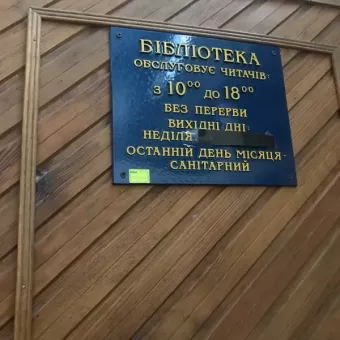 БІБЛІОТЕКА
ОБСЛУГОВУЄ ЧИТАЧІВ:
З 10⁰⁰ ДО 18⁰⁰
БЕЗ ПЕРЕРВИ
ВИХІДНІ ДНІ:
НЕДІЛЯ
ОСТАННІЙ ДЕНЬ МІСЯЦЯ-
САНІТАРНИЙ